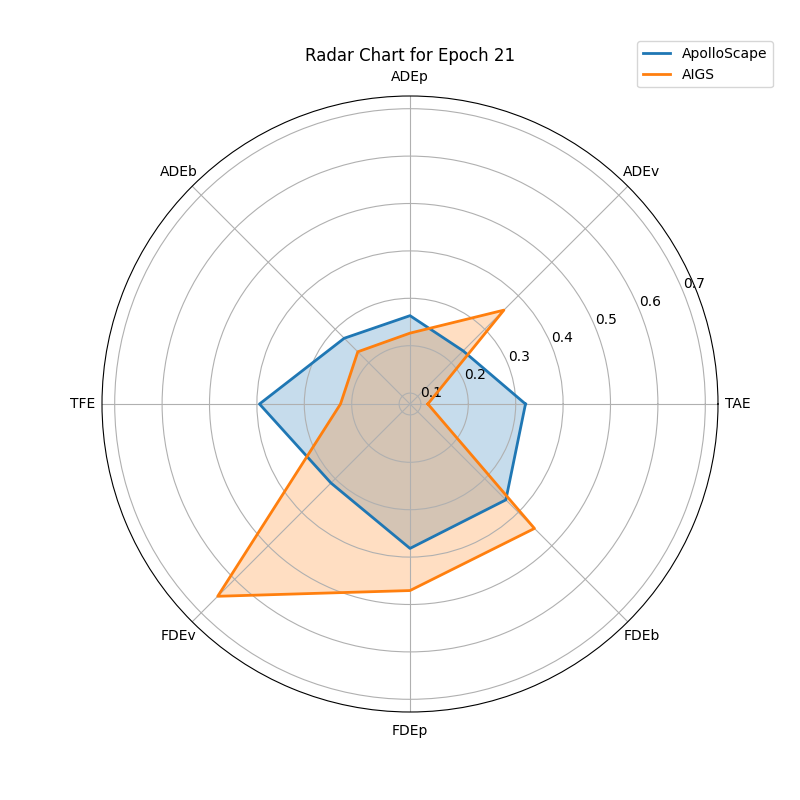 Radar Chart for Epoch 21
ApolloScape
AIGS
ADEp
ADEb
ADEv
0.7
0.6
0.5
0.4
0.3
0.2
0.1
TFE
TAE
FDEv
FDEb
FDEp